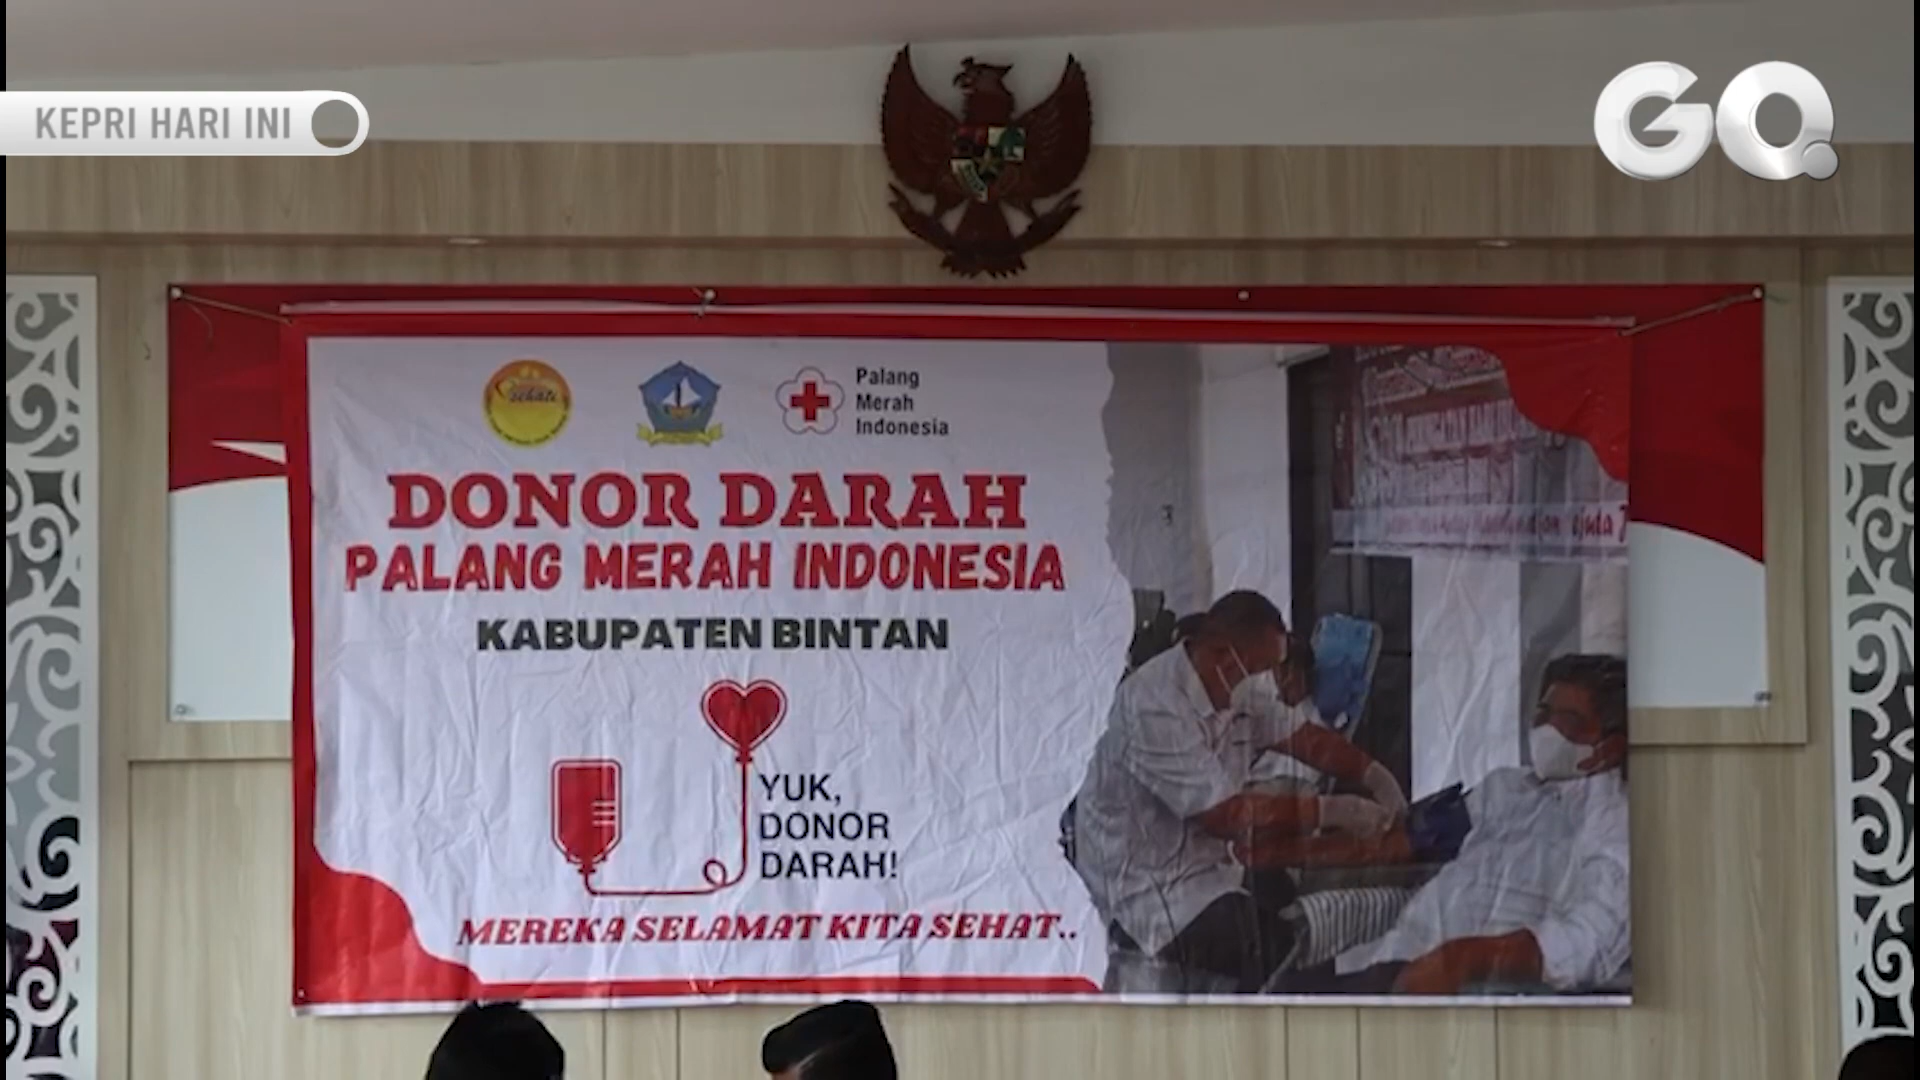 KEPRI HARI INI
GQ
Sehati
Palang
Merah
Indonesia
DONOR DARAH
PALANG MERAH INDONESIA
KABUPATEN BINTAN
YUK,
DONOR
DARAH!
MEREKA SELAMAT KITA SEHAT..